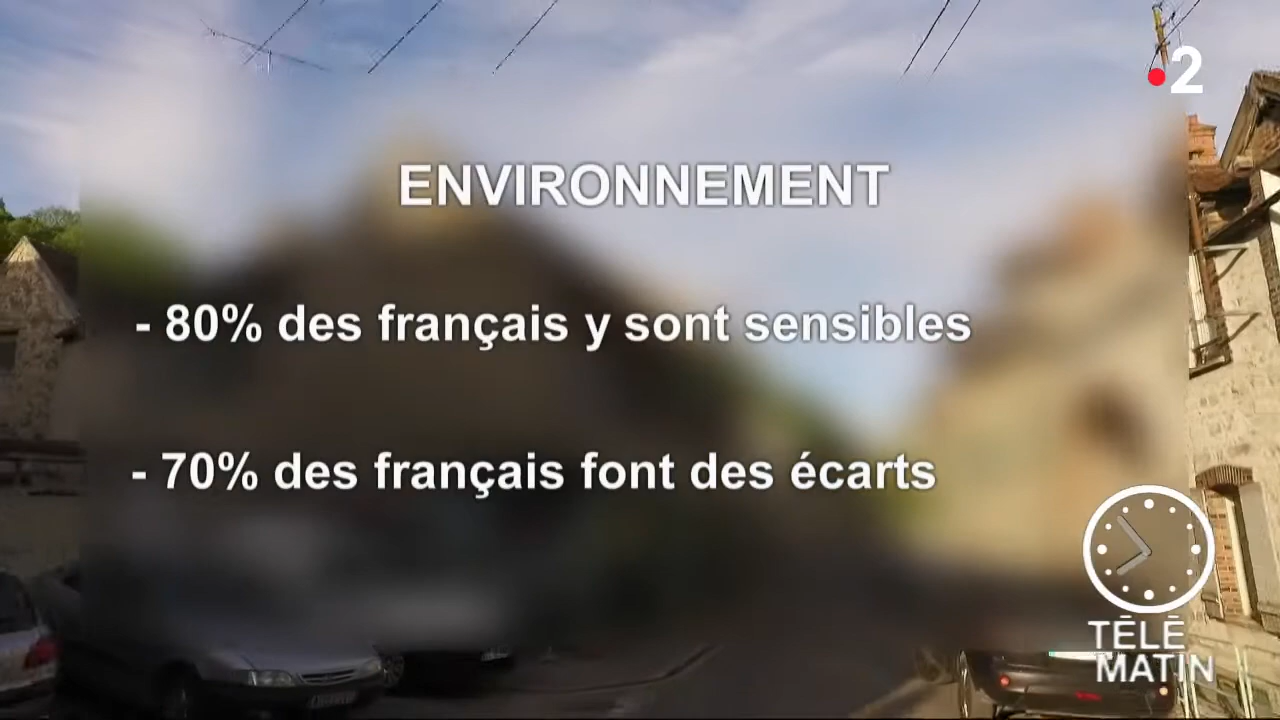 2
ENVIRONNEMENT
- 80% des français y sont sensibles
- 70% des français font des écarts
TÉLÉ
MATIN